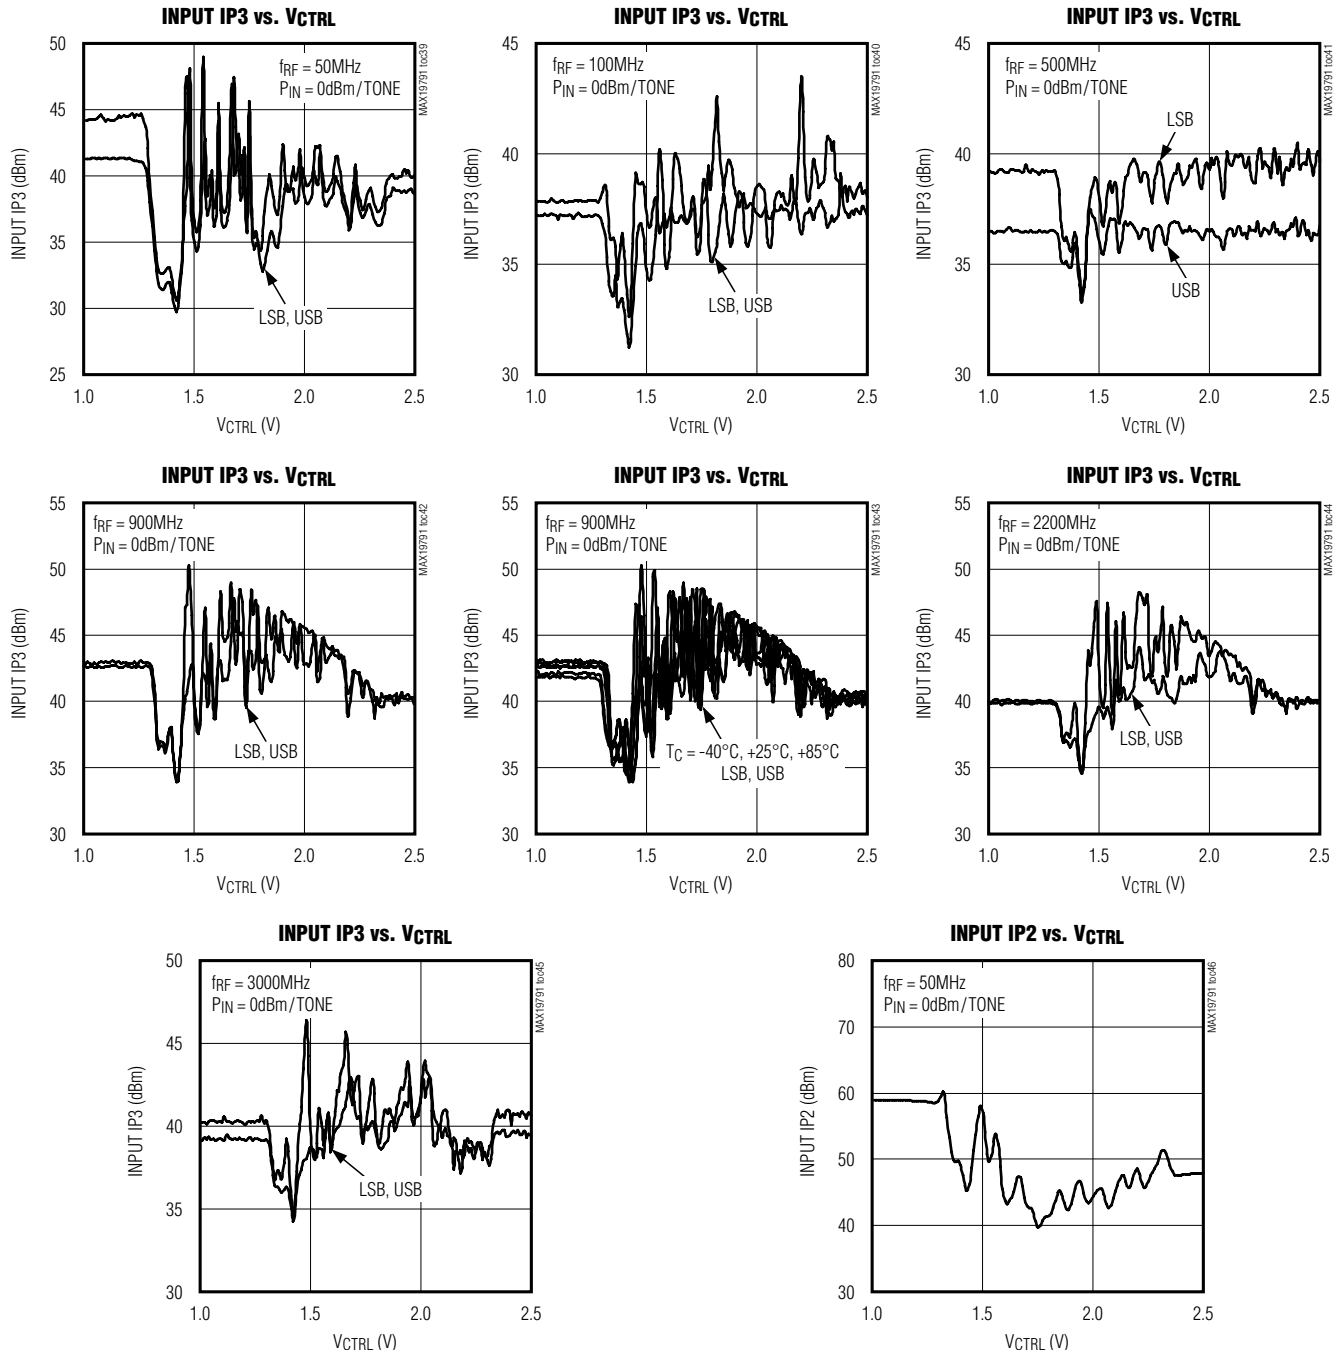 INPUT IP3 vs. VCTRL
fRF = 50MHz
PIN = 0dBm/TONE
LSB, USB
INPUT IP3 (dBm)
50
45
40
35
30
25
1.0
1.5
2.0
2.5
VCTRL (V)
MAX19791 toc39
INPUT IP3 vs. VCTRL
fRF = 100MHz
PIN = 0dBm/TONE
LSB, USB
INPUT IP3 (dBm)
45
40
35
30
1.0
1.5
2.0
2.5
VCTRL (V)
MAX19791 toc40
INPUT IP3 vs. VCTRL
fRF = 500MHz
PIN = 0dBm/TONE
LSB
USB
INPUT IP3 (dBm)
45
40
35
30
1.0
1.5
2.0
2.5
VCTRL (V)
MAX19791 toc41
INPUT IP3 vs. VCTRL
fRF = 900MHz
PIN = 0dBm/TONE
LSB, USB
INPUT IP3 (dBm)
55
50
45
40
35
30
1.0
1.5
2.0
2.5
VCTRL (V)
MAX19791 toc42
INPUT IP3 vs. VCTRL
fRF = 900MHz
PIN = 0dBm/TONE
TC = -40°C, +25°C, +85°C
LSB, USB
INPUT IP3 (dBm)
55
50
45
40
35
30
1.0
1.5
2.0
2.5
VCTRL (V)
MAX19791 toc43
INPUT IP3 vs. VCTRL
fRF = 2200MHz
PIN = 0dBm/TONE
LSB, USB
INPUT IP3 (dBm)
55
50
45
40
35
30
1.0
1.5
2.0
2.5
VCTRL (V)
MAX19791 toc44
INPUT IP3 vs. VCTRL
fRF = 3000MHz
PIN = 0dBm/TONE
LSB, USB
INPUT IP3 (dBm)
50
45
40
35
30
1.0
1.5
2.0
2.5
VCTRL (V)
MAX19791 toc45
INPUT IP2 vs. VCTRL
fRF = 50MHz
PIN = 0dBm/TONE
INPUT IP2 (dBm)
80
70
60
50
40
30
1.0
1.5
2.0
2.5
VCTRL (V)
MAX19791 toc46